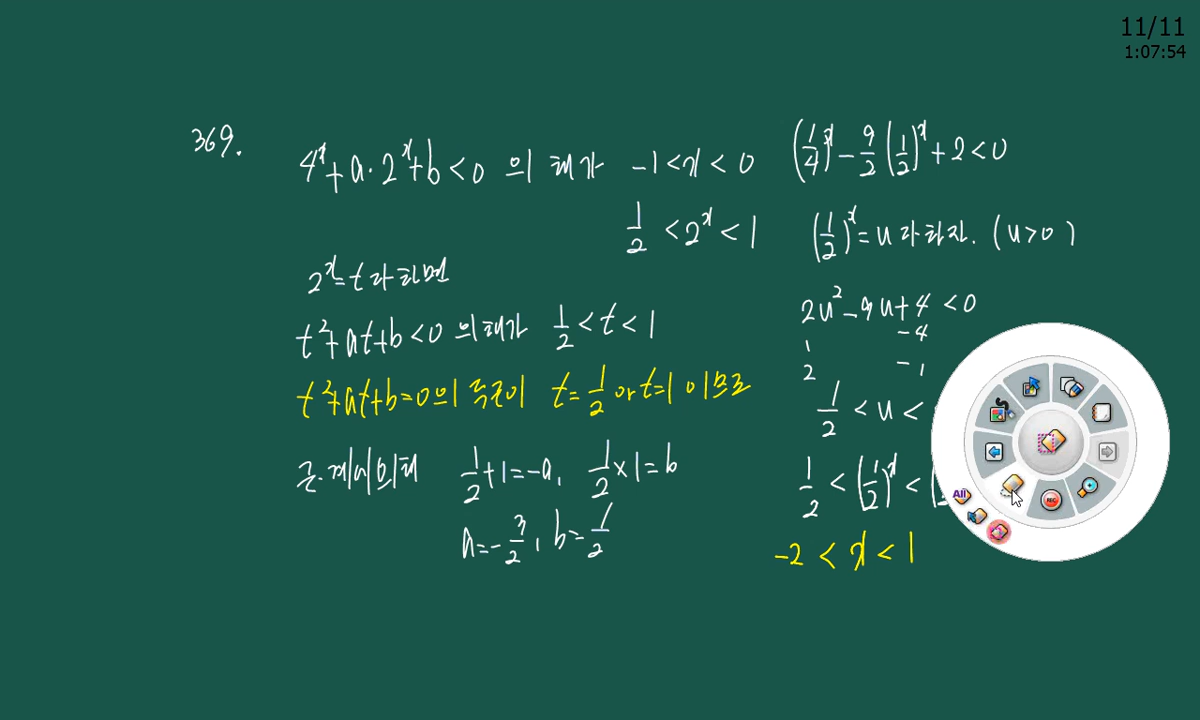 11/11
1:07:54
369.
4^x+a·2^x+b<0 의 해가 -1<x<0
1/2 <2^x<1
2^x=t라 하면
t²+at+b<0 의 해가 1/2<t<1
t²+at+b=0의 두근이 t=1/2 or t=1 이므로
근·계에 의해 1/2+1=-a, 1/2×1=b
a=-3/2, b=1/2
(1/4)^x-9/2(1/2)^x+2<0
(1/2)^x=u라 하자. (u>0)
2u²-9u+4<0
1 -4
2 -1
1/2<u<
1/2<(1/2)^x<(
-2<x<1
All
REC